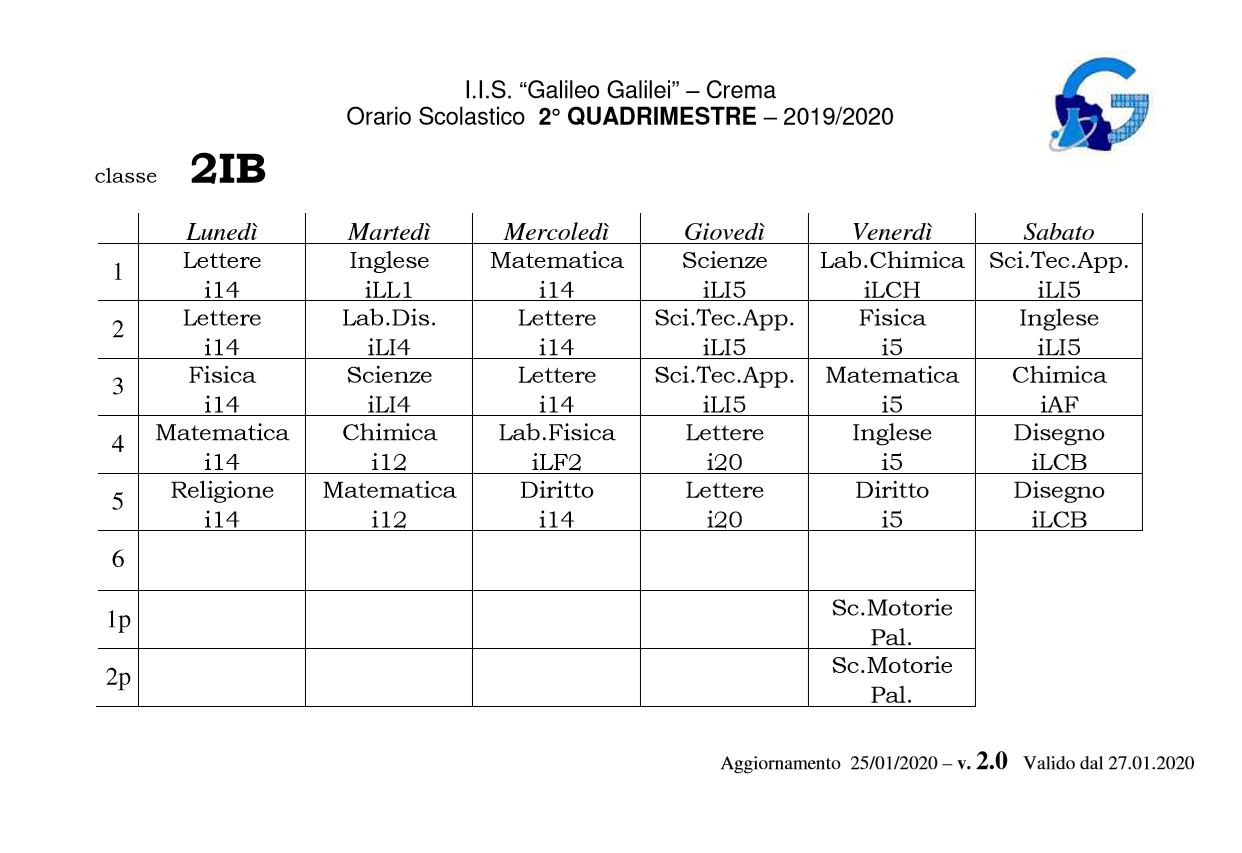 I.I.S. “Galileo Galilei” – Crema
Orario Scolastico 2° QUADRIMESTRE – 2019/2020
classe 2IB
Lunedì Martedì Mercoledì Giovedì Venerdì Sabato
Lettere Inglese Matematica Scienze Lab.Chimica Sci.Tec.App.
1
i14 iLL1 i14 iLI5 iLCH iLI5
Lettere Lab.Dis. Lettere Sci.Tec.App. Fisica Inglese
2
i14 iLI4 i14 iLI5 i5 iLI5
Fisica Scienze Lettere Sci.Tec.App. Matematica Chimica
3
i14 iLI4 i14 iLI5 i5 iAF
Matematica Chimica Lab.Fisica Lettere Inglese Disegno
4
i14 i12 iLF2 i20 i5 iLCB
Religione Matematica Diritto Lettere Diritto Disegno
5
i14 i12 i14 i20 i5 iLCB
6
Sc.Motorie
1p
Pal.
Sc.Motorie
2p
Pal.
Aggiornamento 25/01/2020 – v. 2.0 Valido dal 27.01.2020